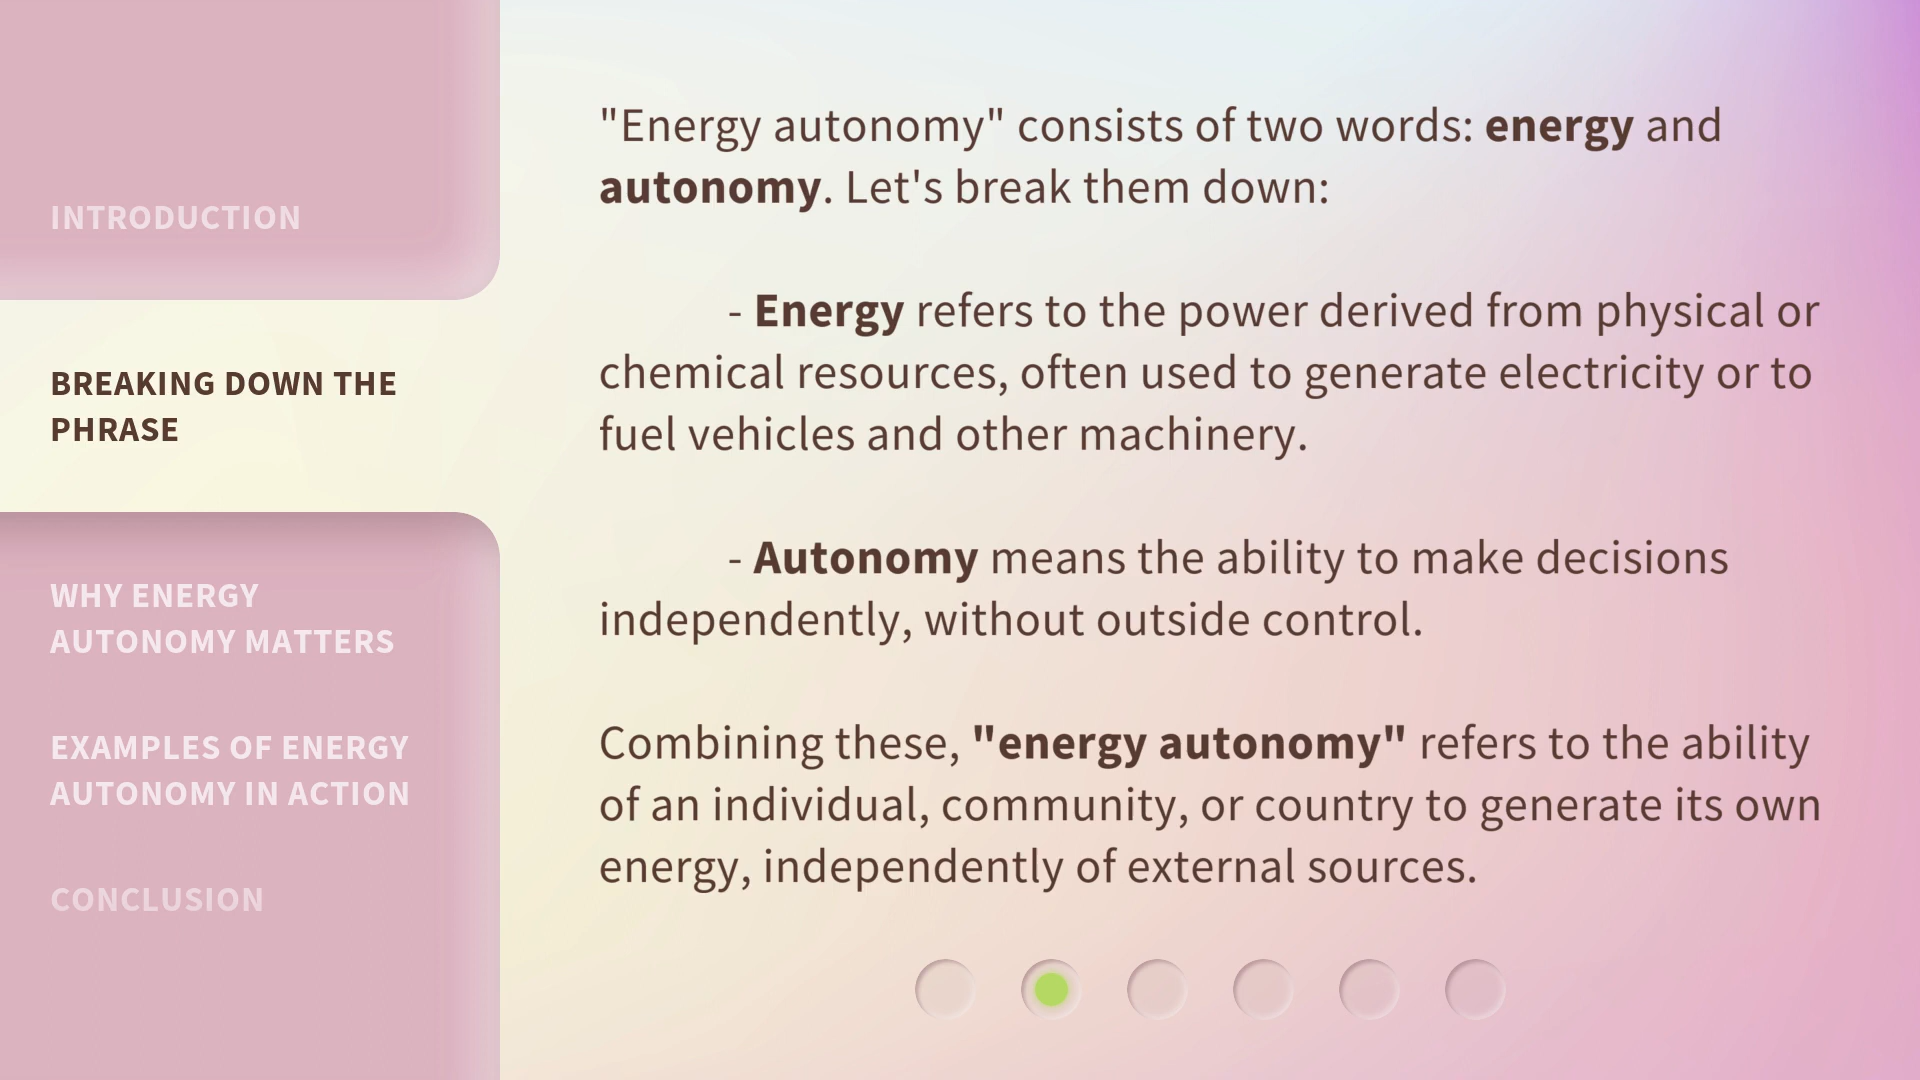 INTRODUCTION
BREAKING DOWN THE
PHRASE
WHY ENERGY
AUTONOMY MATTERS
EXAMPLES OF ENERGY
AUTONOMY IN ACTION
CONCLUSION
"Energy autonomy" consists of two words: energy and
autonomy. Let's break them down:
- Energy refers to the power derived from physical or
chemical resources, often used to generate electricity or to
fuel vehicles and other machinery.
- Autonomy means the ability to make decisions
independently, without outside control.
Combining these, "energy autonomy" refers to the ability
of an individual, community, or country to generate its own
energy, independently of external sources.